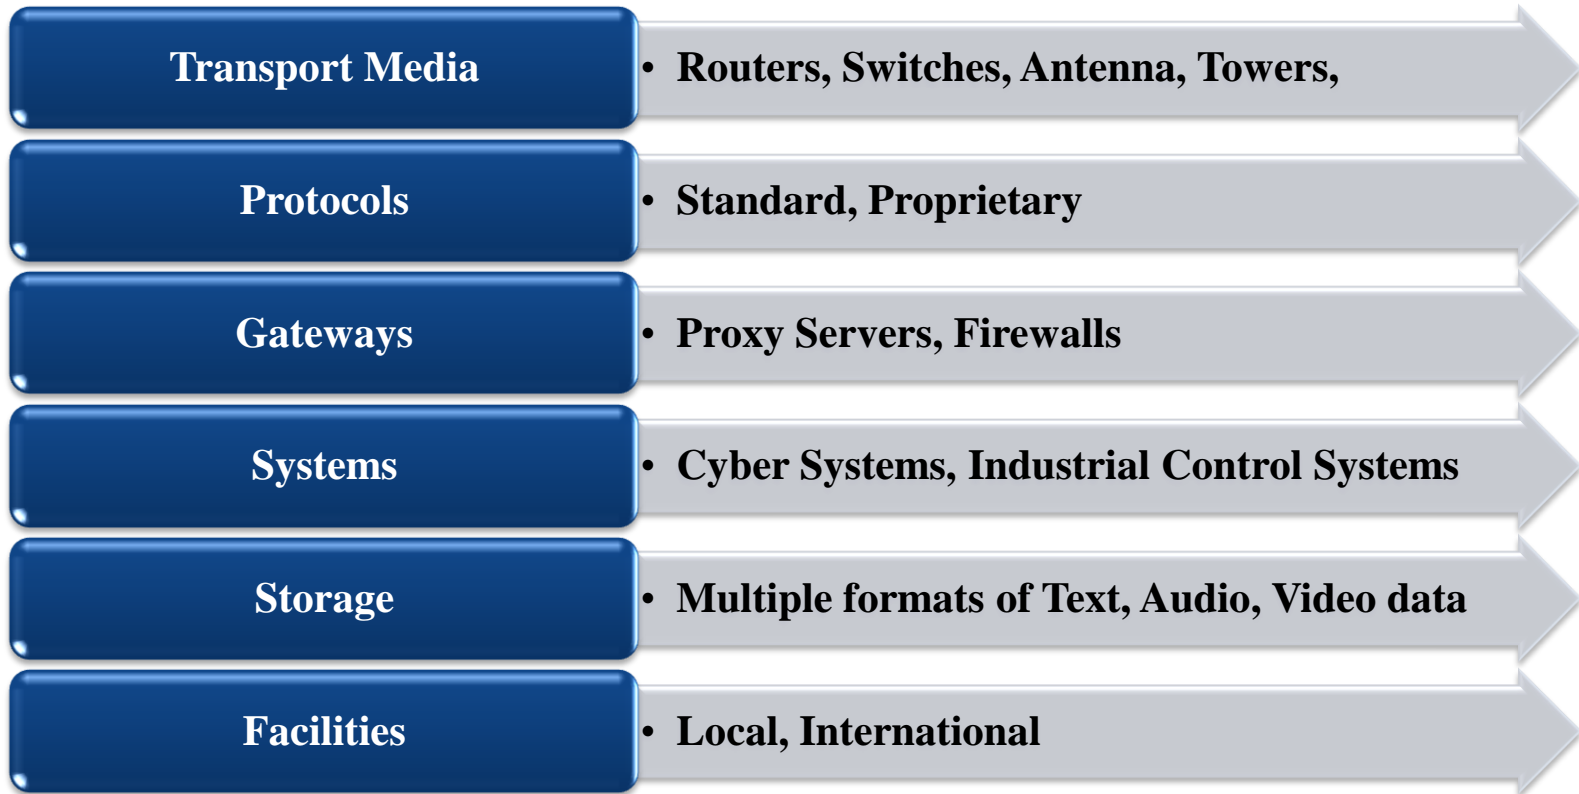 Transport Media
• Routers, Switches, Antenna, Towers,
Protocols
• Standard, Proprietary
Gateways
• Proxy Servers, Firewalls
Systems
• Cyber Systems, Industrial Control Systems
Storage
• Multiple formats of Text, Audio, Video data
Facilities
• Local, International